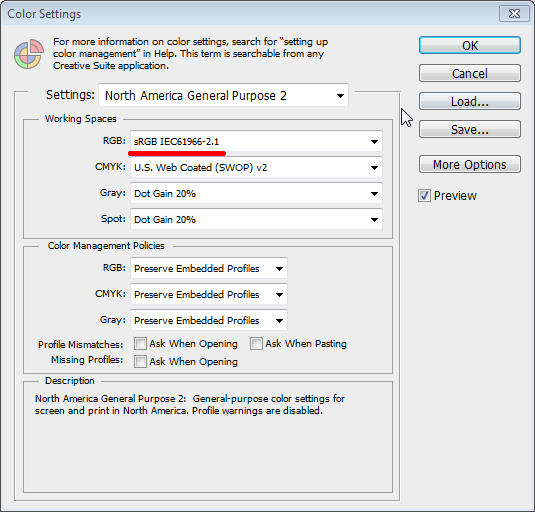 Color Settings
For more information on color settings, search for "setting up
color management" in Help. This term is searchable from any
Creative Suite application.
OK
Cancel
Load...
Save...
More Options
Preview
Settings: North America General Purpose 2
Working Spaces
RGB: sRGB IEC61966-2.1
CMYK: U.S. Web Coated (SWOP) v2
Gray: Dot Gain 20%
Spot: Dot Gain 20%
Color Management Policies
RGB: Preserve Embedded Profiles
CMYK: Preserve Embedded Profiles
Gray: Preserve Embedded Profiles
Profile Mismatches: Ask When Opening Ask When Pasting
Missing Profiles: Ask When Opening
Description
North America General Purpose 2: General-purpose color settings for
screen and print in North America. Profile warnings are disabled.